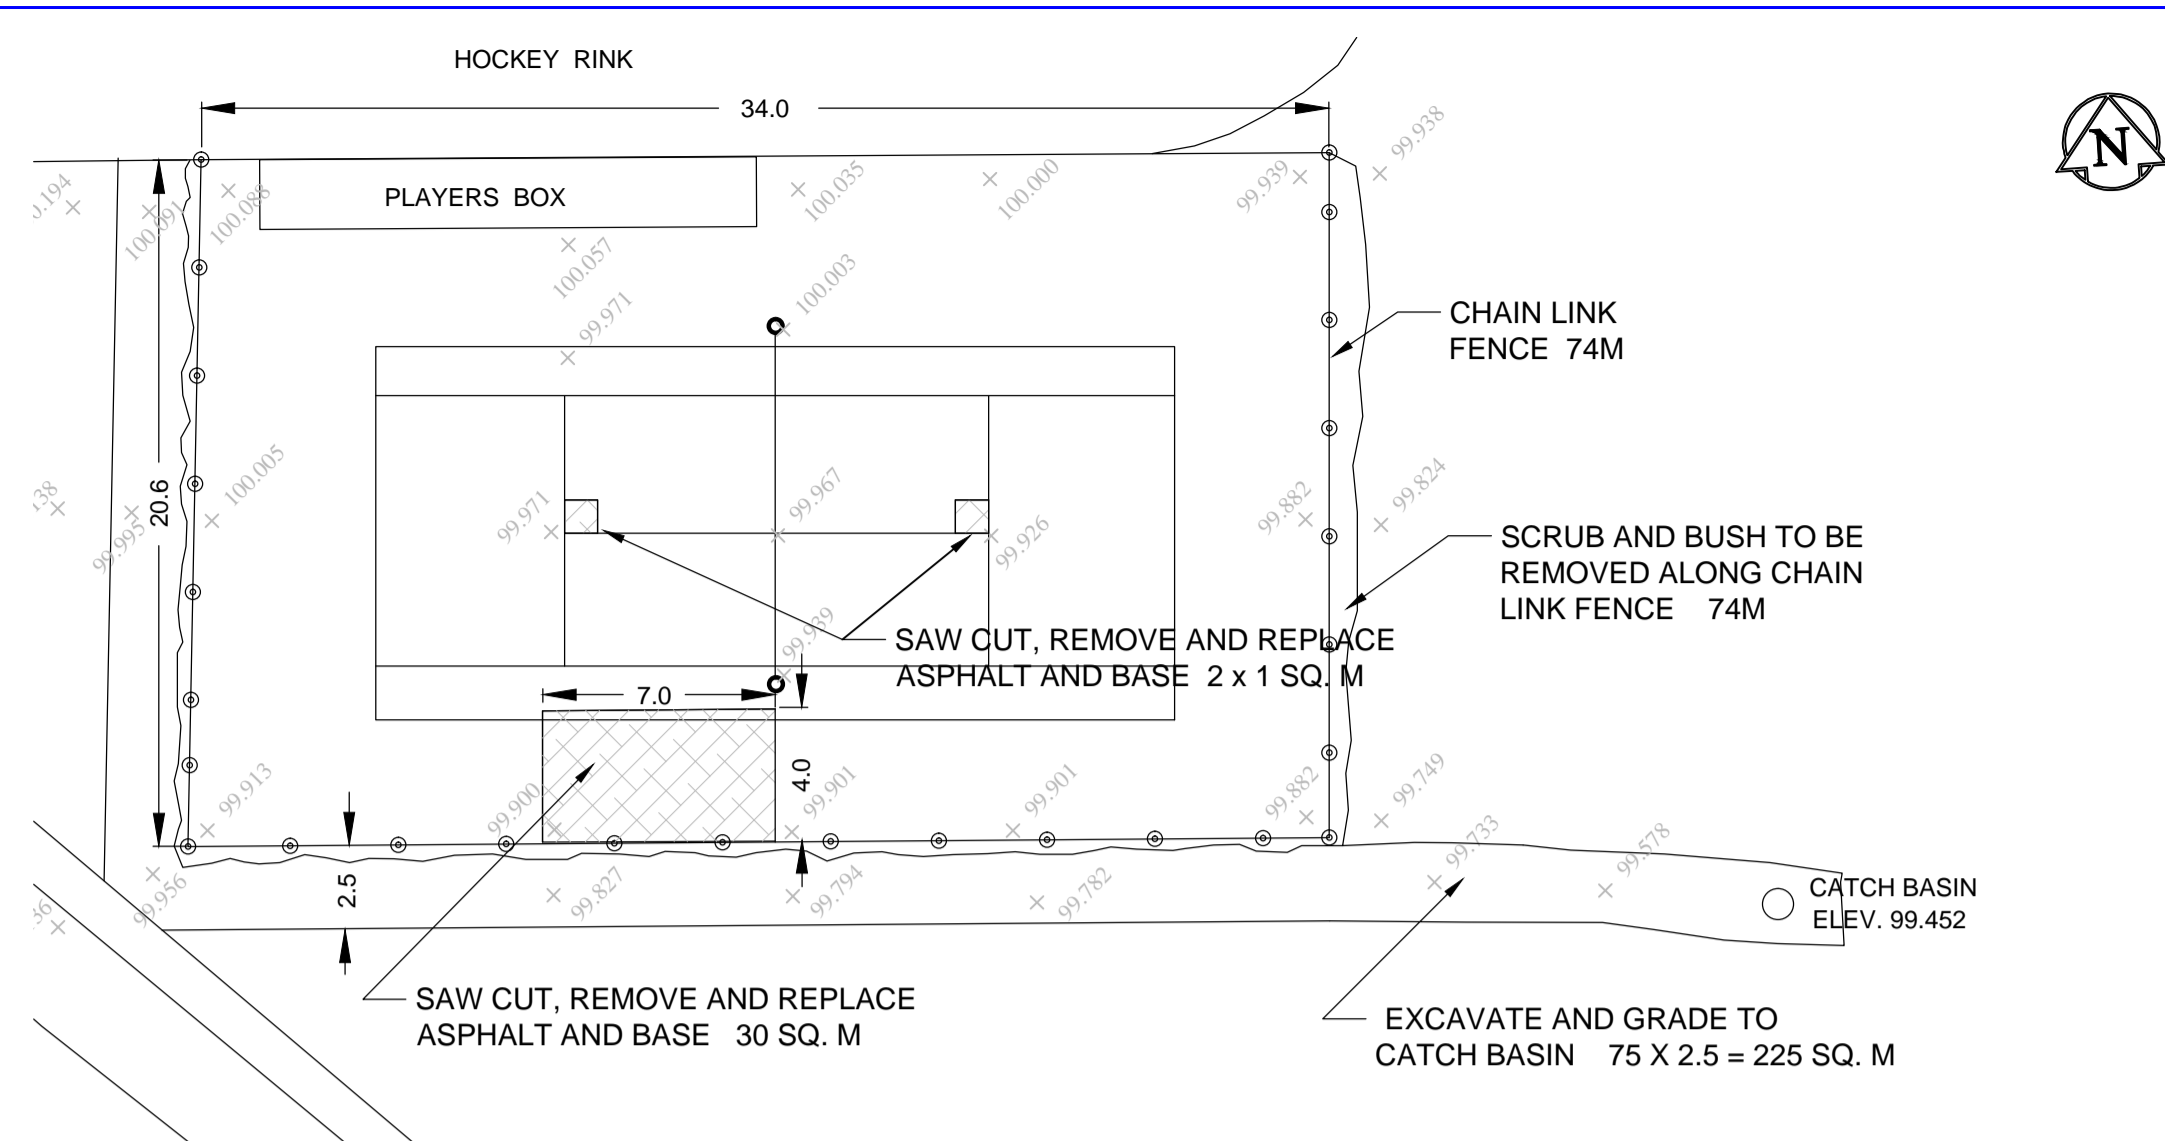 HOCKEY RINK
34.0
N
PLAYERS BOX
99.938
100.035
100.000
99.939
100.091
100.088
100.057
100.003
99.971
CHAIN LINK
FENCE 74M
20.6
100.005
99.971
99.967
99.926
99.882
99.824
99.995
SCRUB AND BUSH TO BE
REMOVED ALONG CHAIN
LINK FENCE 74M
99.939
SAW CUT, REMOVE AND REPLACE
ASPHALT AND BASE 2 x 1 SQ. M
7.0
4.0
99.913
99.900
99.901
99.901
99.882
99.749
99.733
99.578
2.5
99.956
99.827
99.794
99.782
CATCH BASIN
ELEV. 99.452
SAW CUT, REMOVE AND REPLACE
ASPHALT AND BASE 30 SQ. M
EXCAVATE AND GRADE TO
CATCH BASIN 75 X 2.5 = 225 SQ. M